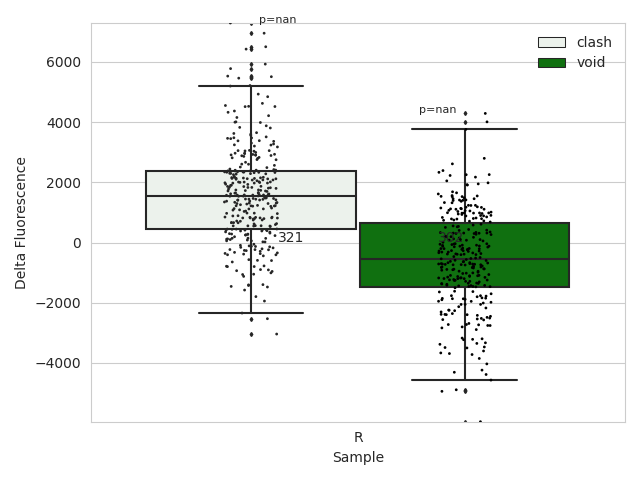 p=nan
clash
void
p=nan
6000
4000
2000
0
−2000
−4000
321
Delta Fluorescence
R
Sample